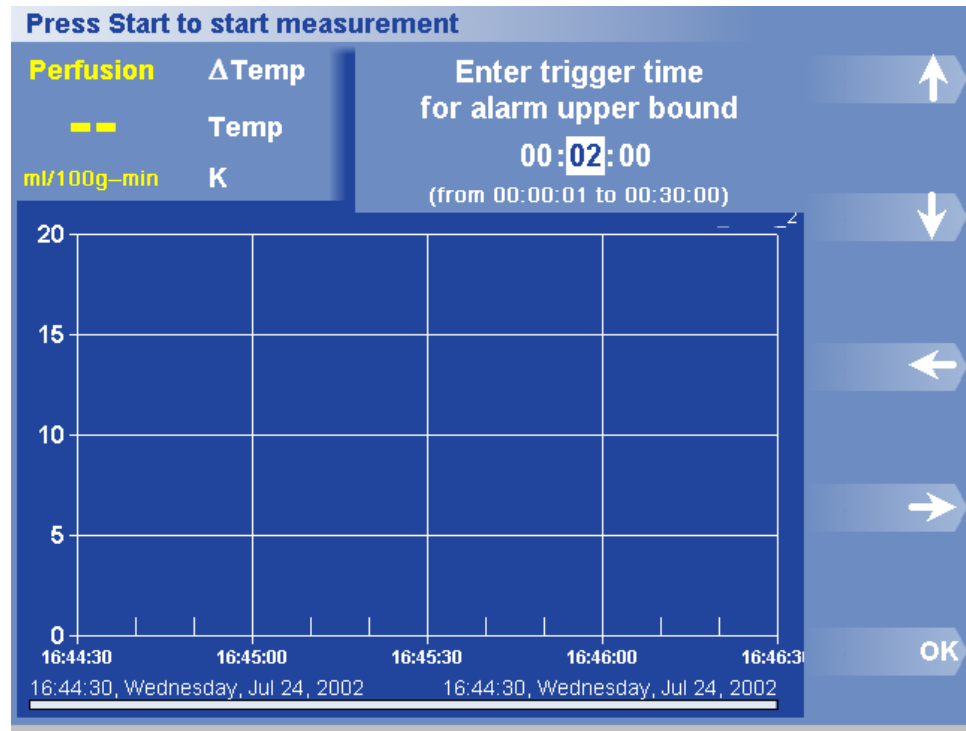 Press Start to start measurement
Perfusion
ΔTemp
-- Temp
ml/100g–min
K
Enter trigger time
for alarm upper bound
00:02:00
(from 00:00:01 to 00:30:00)
2
20
15
10
5
0
16:44:30 16:45:00 16:45:30 16:46:00
16:44:30, Wednesday, Jul 24, 2002 16:44:30, Wednesday, Jul 24, 2002
OK